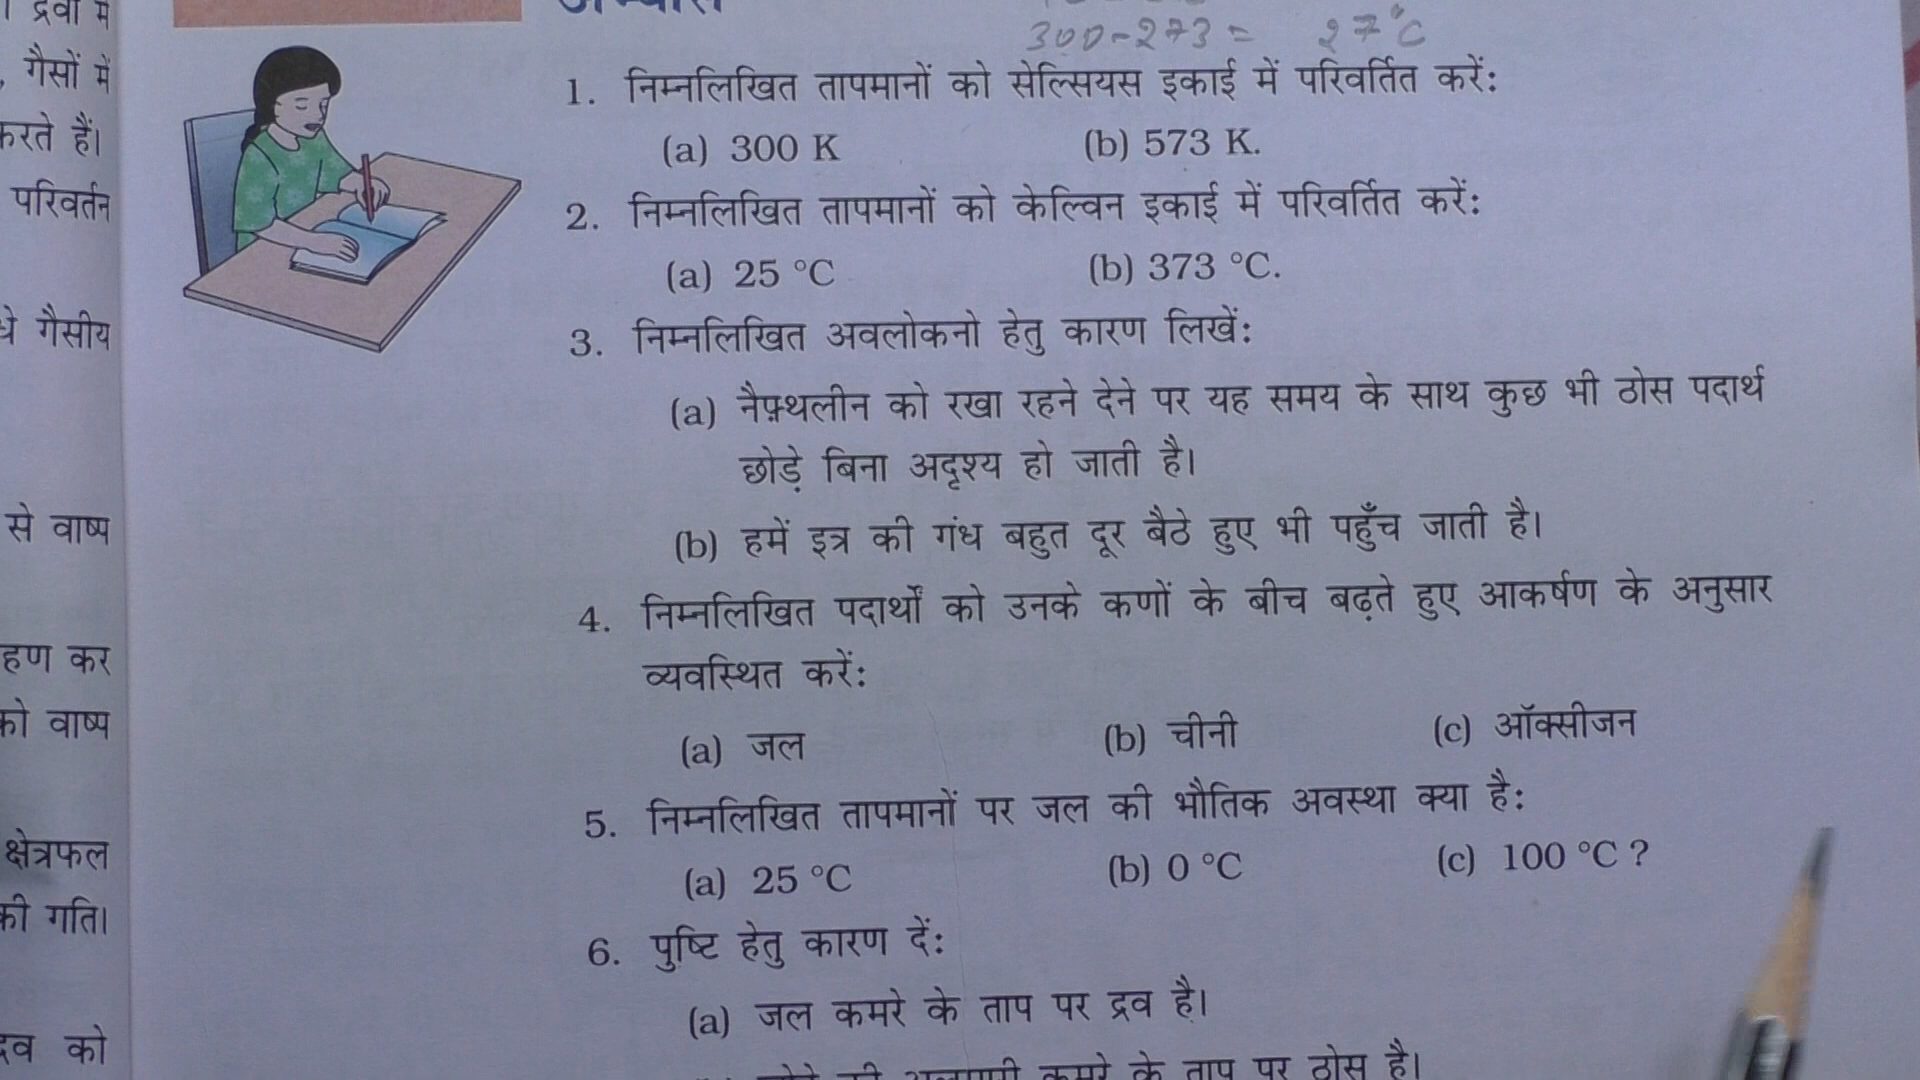 द्रवों में
गैसों में
करते हैं।
परिवर्तन
गैसीय
से वाष्प
को वाष्प
क्षेत्रफल
की गति।
को
अभ्यास
300-273 = 27°C
1. निम्नलिखित तापमानों को सेल्सियस इकाई में परिवर्तित करें:
(a) 300 K (b) 573 K.
2. निम्नलिखित तापमानों को केल्विन इकाई में परिवर्तित करें:
(a) 25 °C (b) 373 °C.
3. निम्नलिखित अवलोकनो हेतु कारण लिखें:
(a) नैफ़्थलीन को रखा रहने देने पर यह समय के साथ कुछ भी ठोस पदार्थ
छोड़े बिना अदृश्य हो जाती है।
(b) हमें इत्र की गंध बहुत दूर बैठे हुए भी पहुँच जाती है।
4. निम्नलिखित पदार्थों को उनके कणों के बीच बढ़ते हुए आकर्षण के अनुसार
व्यवस्थित करें:
(a) जल (b) चीनी (c) ऑक्सीजन
5. निम्नलिखित तापमानों पर जल की भौतिक अवस्था क्या है:
(a) 25 °C (b) 0 °C (c) 100 °C ?
6. पुष्टि हेतु कारण दें:
(a) जल कमरे के ताप पर द्रव है।
कमरे के ताप पर ठोस है।